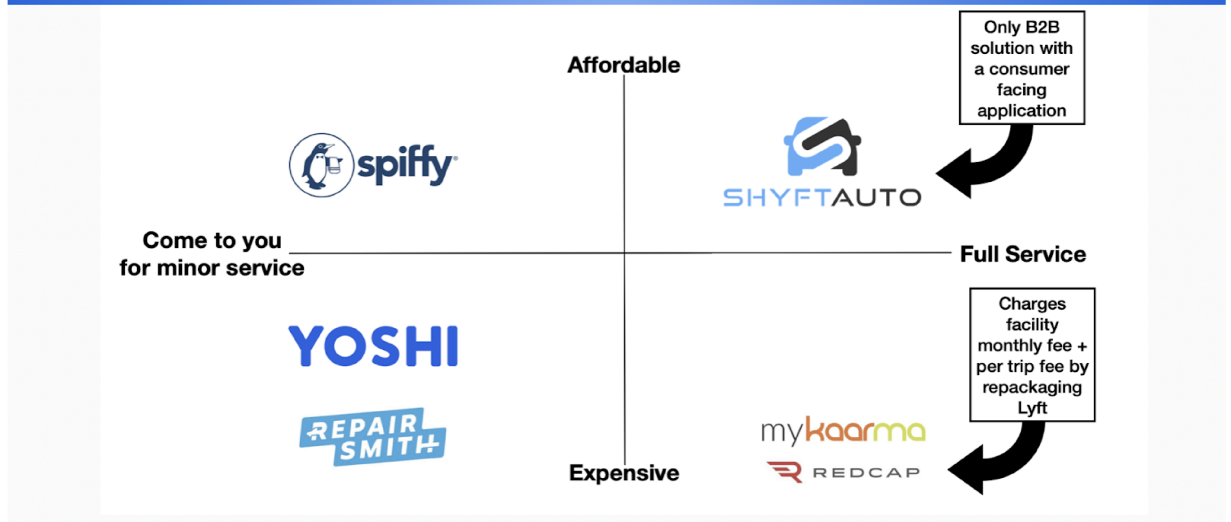 Affordable
Only B2B
solution with
a consumer
facing
application
spiffy®
SHYFTAUTO
Come to you
for minor service
Full Service
YOSHI
REPAIR
SMITH
Charges
facility
monthly fee +
per trip fee by
repackaging
Lyft
mykaarma
REDCAP
Expensive